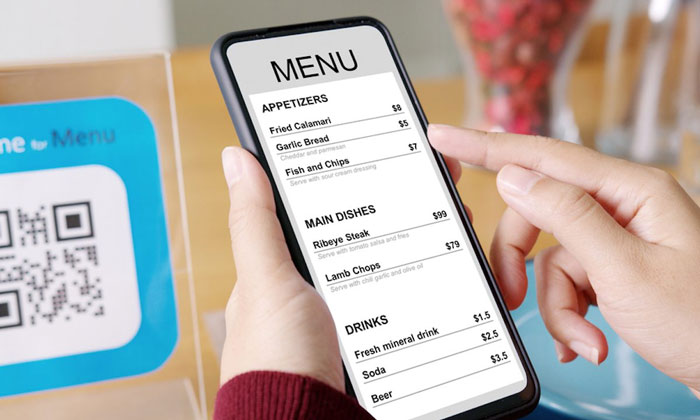 me for Menu
MENU
APPETIZERS
Fried Calamari $8
Garlic Bread $5
Chedder and parmesan
Fish and Chips $7
Serve with sour cream dressing
MAIN DISHES
Ribeye Steak $99
Serve with tomato salsa and fries
Lamb Chops $79
Serve with chili garlic and olive oil
DRINKS
Fresh mineral drink $1.5
Soda $2.5
Beer $3.5